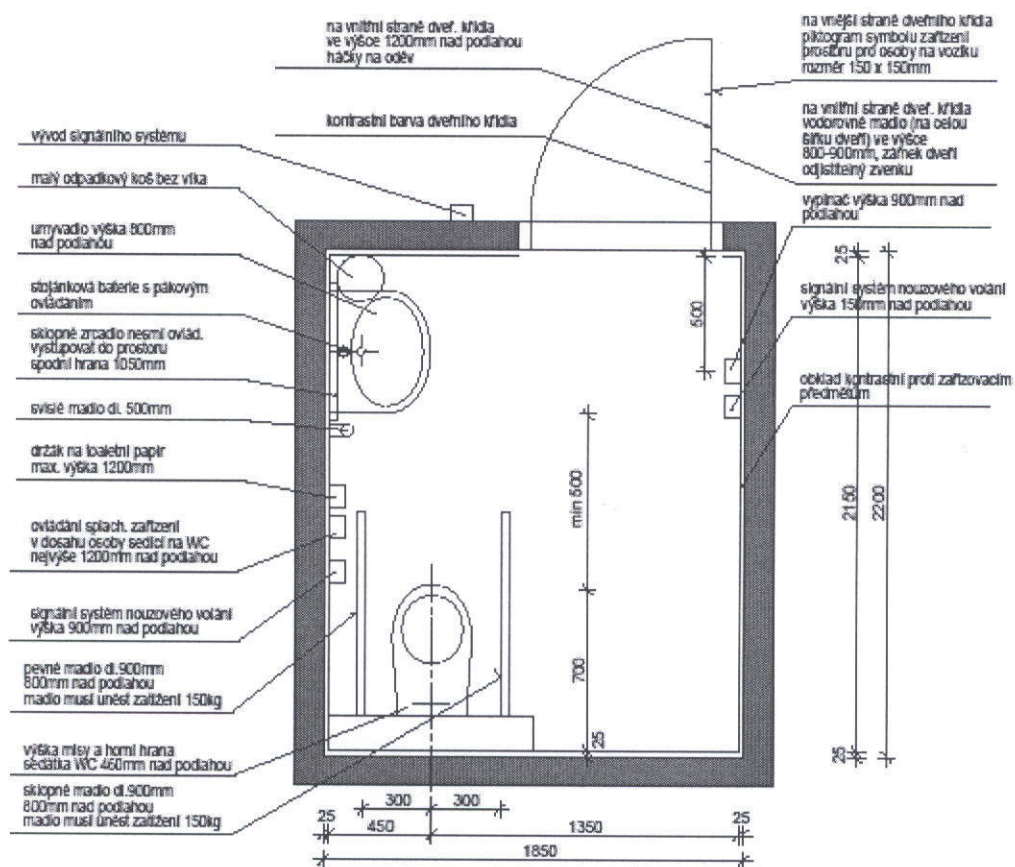 na vnitřní straně dveř. křídla
ve výšce 1200mm nad podlahou
háčky na oděv
kontrastní barva dveřního křídla
na vnější straně dveřního křídla
piktogram symbolu zařízení
prostoru pro osoby na vozíku
rozměr 150 x 150mm
na vnitřní straně dveř. křídla
vodorovné madlo (na celou
šířku dveří) ve výšce
800-900mm, zámek dveří
odjistitelný zvenku
vypínač výška 900mm nad
podlahou
signální systém nouzového volání
výška 150mm nad podlahou
obklad kontrastní proti zařizovacím
předmětům
vývod signálního systému
malý odpadkový koš bez víka
umyvadlo výška 800mm
nad podlahou
stojánková baterie s pákovým
ovládáním
sklopné zrcadlo nesmí ovlád.
vystupovat do prostoru
spodní hrana 1050mm
svislé madlo dl. 500mm
držák na toaletní papír
max. výška 1200mm
ovládání splach. zařízení
v dosahu osoby sedící na WC
nejvýše 1200mm nad podlahou
signální systém nouzového volání
výška 900mm nad podlahou
pevné madlo dl.900mm
800mm nad podlahou
madlo musí unést zatížení 150kg
výška mísy a horní hrana
sedátka WC 460mm nad podlahou
sklopné madlo dl.900mm
800mm nad podlahou
madlo musí unést zatížení 150kg
500
min 500
700
25
25
2150
2200
25
300
300
25
450
1350
25
1850